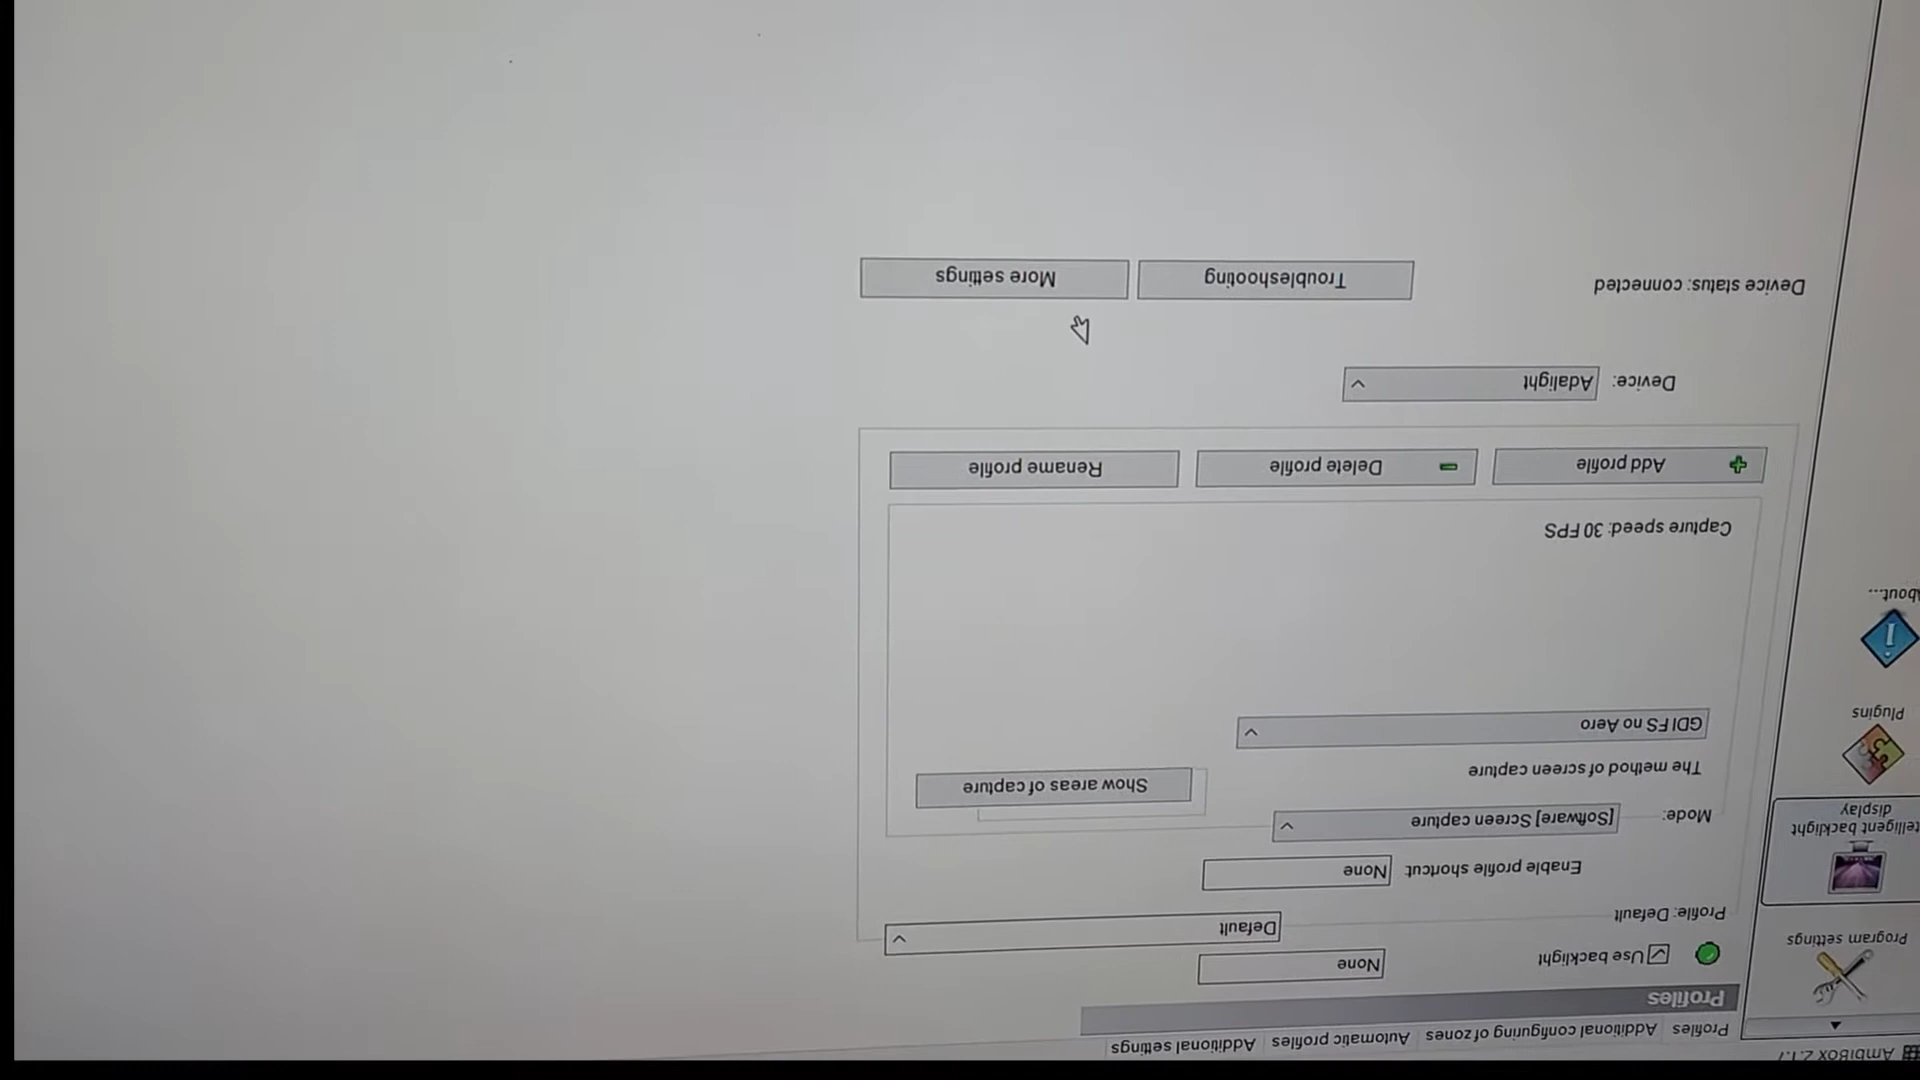 AmbiBox 2.1.7
Profiles Additional configuring of zones Automatic profiles Additional settings
Program settings
Profiles
Use backlight None
Profile: Default Default
Enable profile shortcut None
Mode: [Software] Screen capture
The method of screen capture Show areas of capture
GDI FS no Aero
Capture speed: 30 FPS
Add profile Delete profile Rename profile
Device: Adalight
Device status: connected Troubleshooting More settings
telligent backlight
display
Plugins
About...